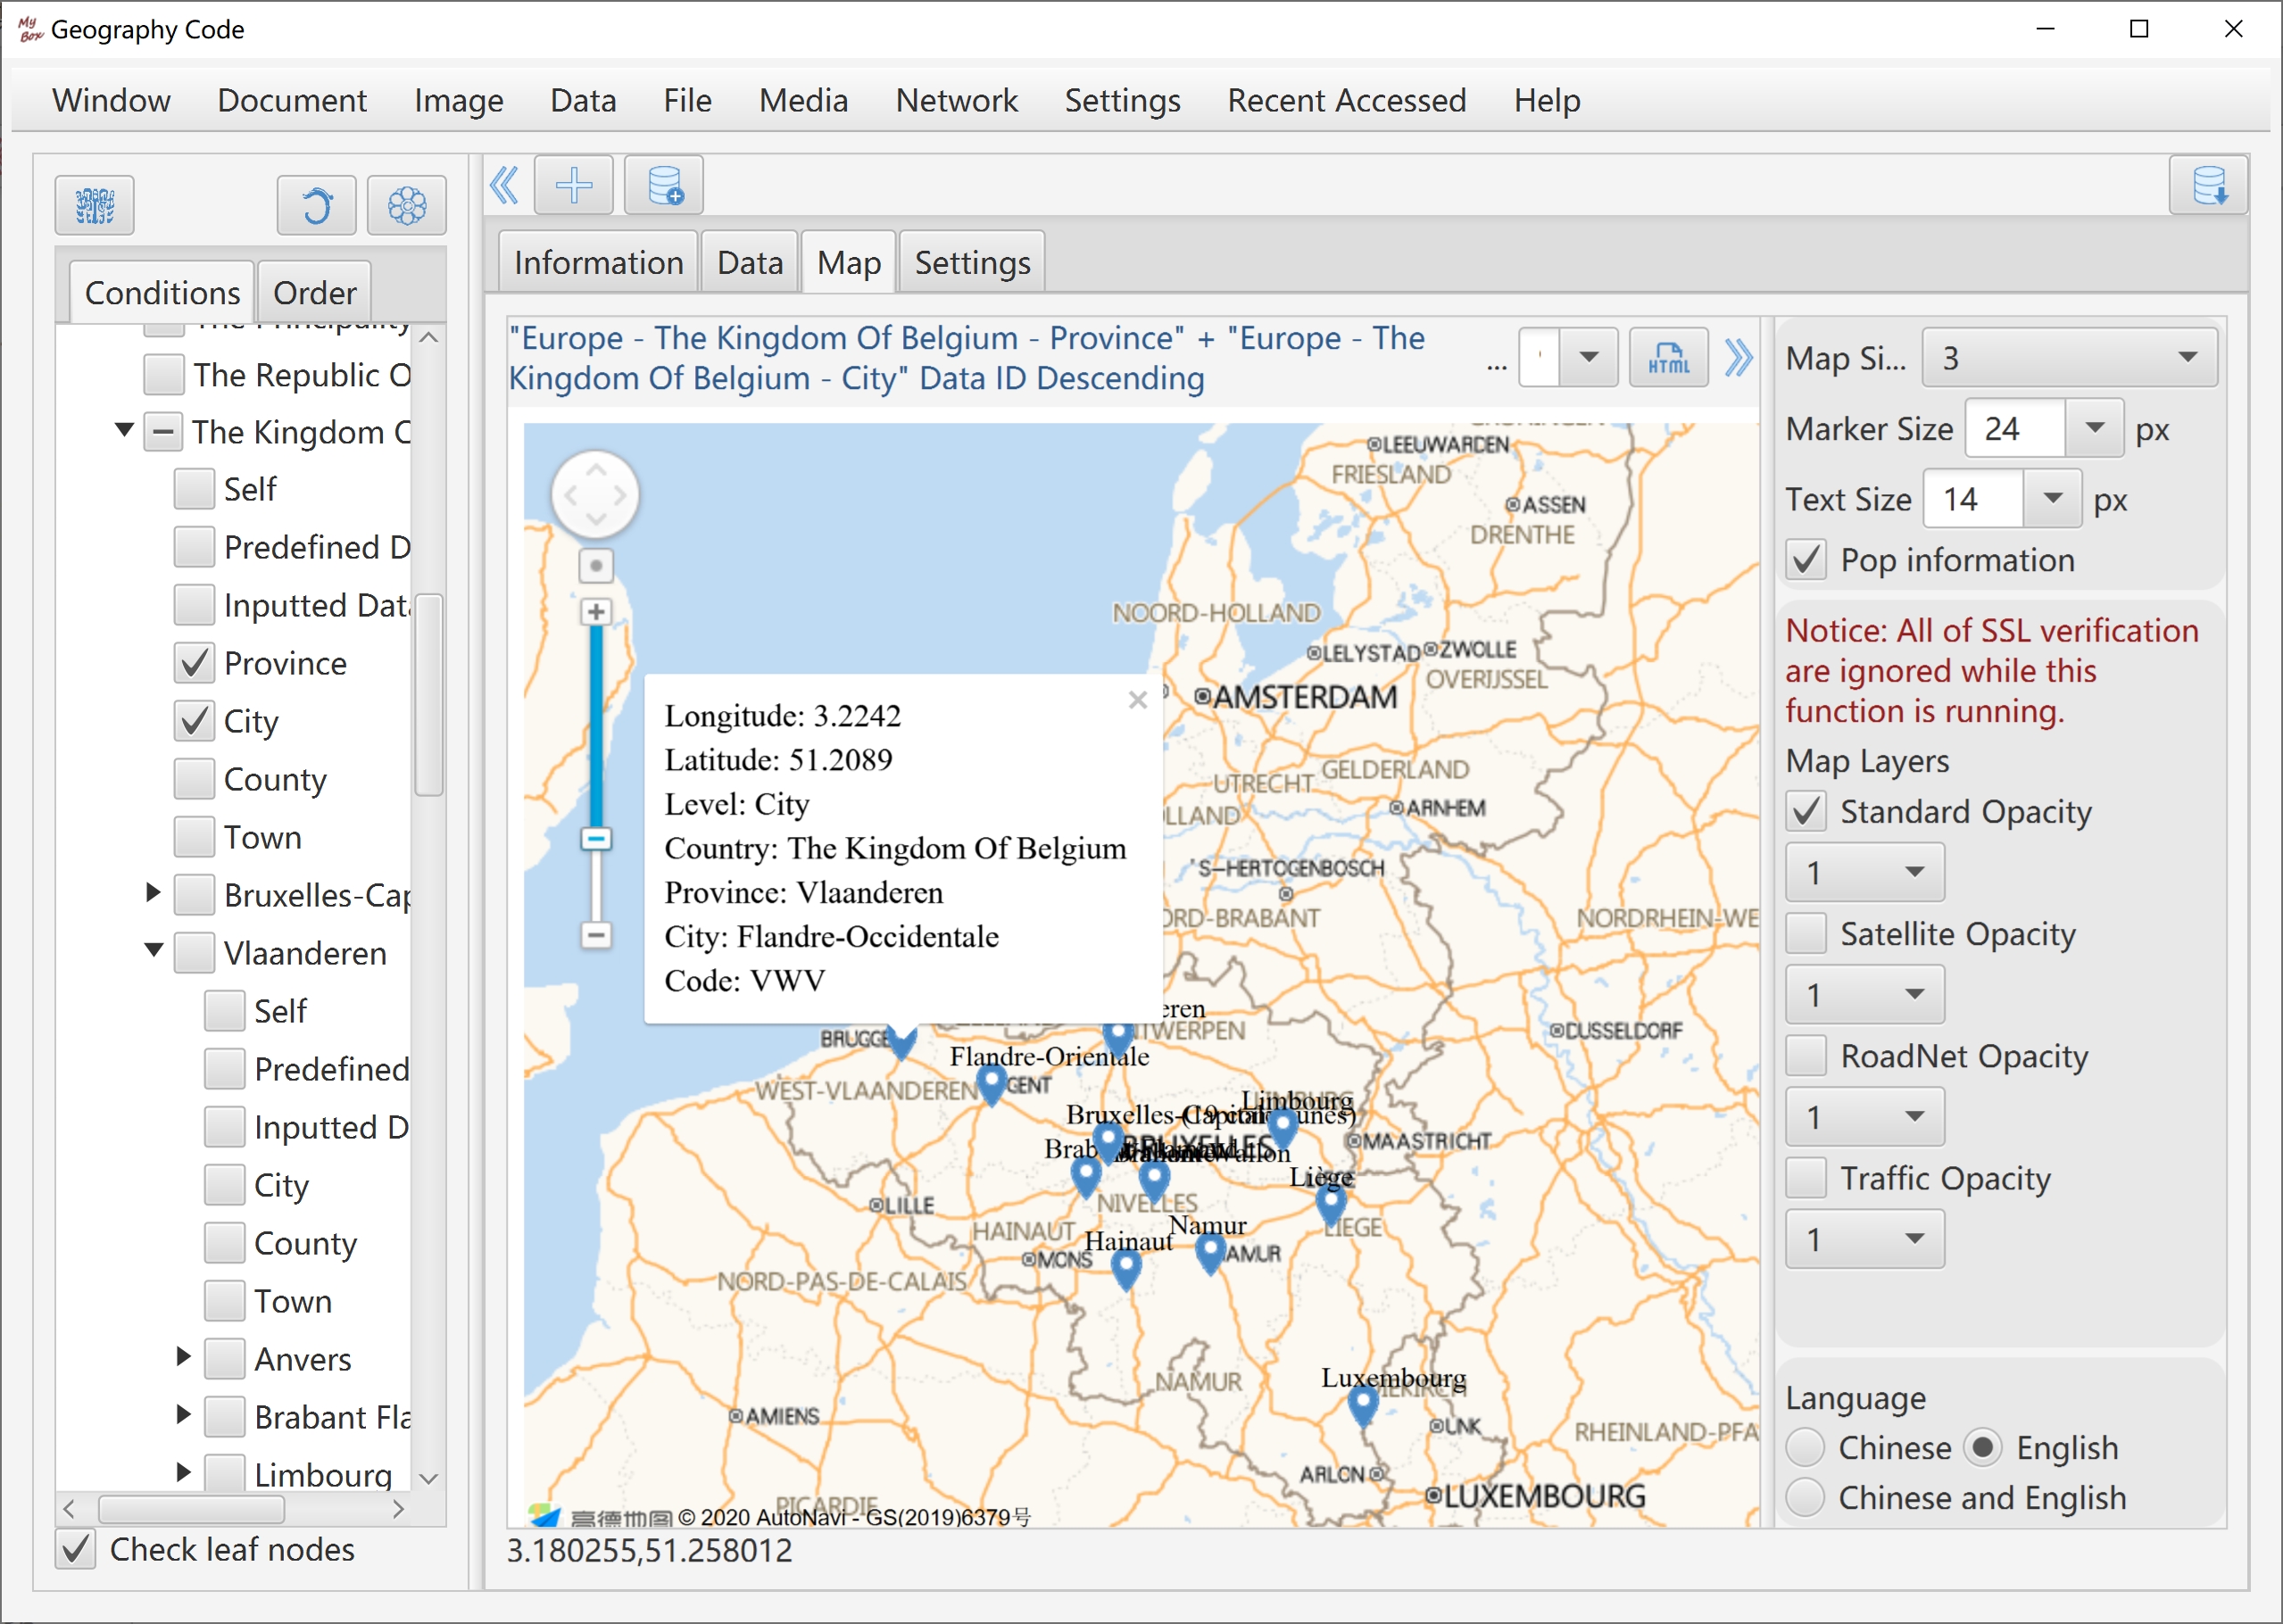 My Box Geography Code
Window Document Image Data File Media Network Settings Recent Accessed Help
Conditions Order
The Republic O
The Kingdom O
Self
Predefined D
Inputted Data
Province
City
County
Town
Bruxelles-Cap
Vlaanderen
Self
Predefined
Inputted D
City
County
Town
Anvers
Brabant Fla
Limbourg
Check leaf nodes
Information Data Map Settings
"Europe - The Kingdom Of Belgium - Province" + "Europe - The
Kingdom Of Belgium - City" Data ID Descending
...
HTML
LEEUWARDEN
FRIESLAND
ASSEN
DRENTHE
NOORD-HOLLAND
LELYSTAD
ZWOLLE
OVERIJSSEL
AMSTERDAM
UTRECHT
GELDERLAND
LLAND
ARNHEM
'S-HERTOGENBOSCH
ORD-BRABANT
NORDRHEIN-WE
Longitude: 3.2242
Latitude: 51.2089
Level: City
Country: The Kingdom Of Belgium
Province: Vlaanderen
City: Flandre-Occidentale
Code: VWV
eren
BRUGGE
TWERPEN
DUSSELDORF
Flandre-Orientale
WEST-VLAANDEREN
GENT
Limbourg
Bruxelles-Capitale
BRUXELLES
MAASTRICHT
Liège
LILLE
NIVELLES
HAINAUT
Namur
LIEGE
Hainaut
MONS
AMUR
NORD-PAS-DE-CALAIS
Luxembourg
NAMUR
AMIENS
RHEINLAND-PFA
ARLON
LUXEMBOURG
PICARDIE
高德地图 © 2020 AutoNavi - GS(2019)6379号
3.180255,51.258012
Map Si... 3
Marker Size 24 px
Text Size 14 px
Pop information
Notice: All of SSL verification
are ignored while this
function is running.
Map Layers
Standard Opacity
1
Satellite Opacity
1
RoadNet Opacity
1
Traffic Opacity
1
Language
Chinese English
Chinese and English